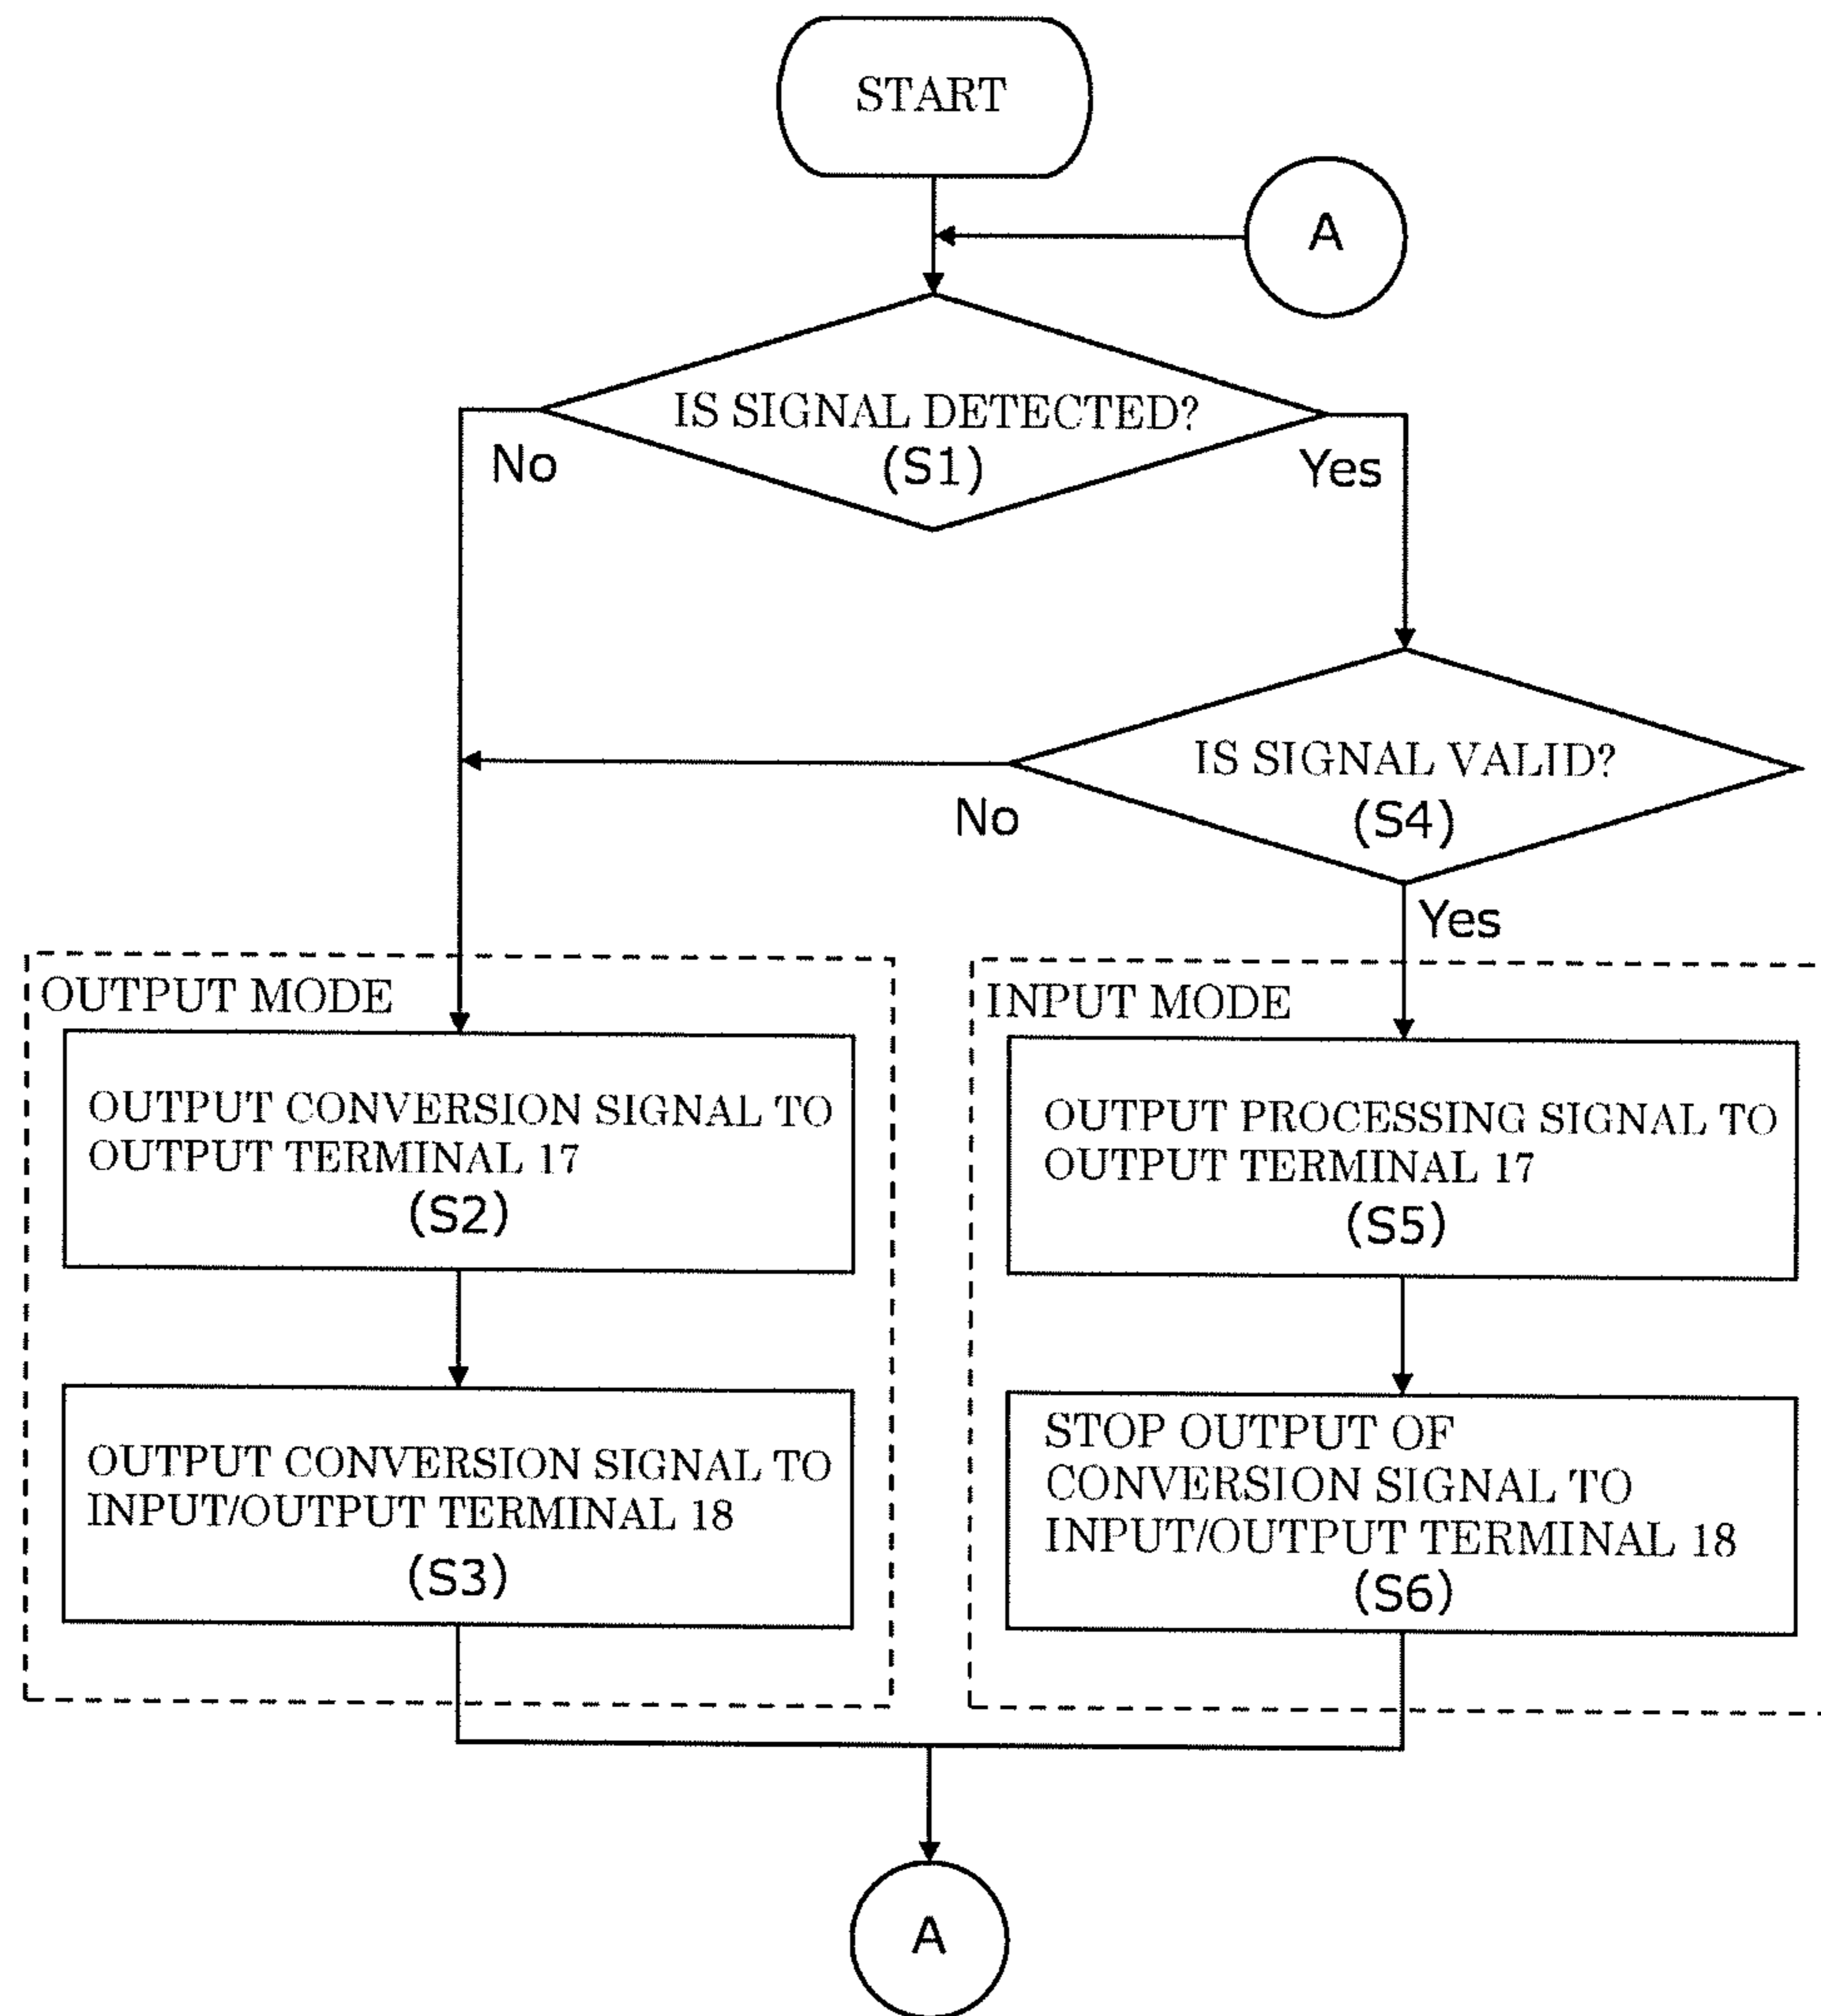 START
A
IS SIGNAL DETECTED?
(S1)
No
Yes
IS SIGNAL VALID?
(S4)
No
Yes
OUTPUT MODE
OUTPUT CONVERSION SIGNAL TO
OUTPUT TERMINAL 17
(S2)
OUTPUT CONVERSION SIGNAL TO
INPUT/OUTPUT TERMINAL 18
(S3)
INPUT MODE
OUTPUT PROCESSING SIGNAL TO
OUTPUT TERMINAL 17
(S5)
STOP OUTPUT OF
CONVERSION SIGNAL TO
INPUT/OUTPUT TERMINAL 18
(S6)
A